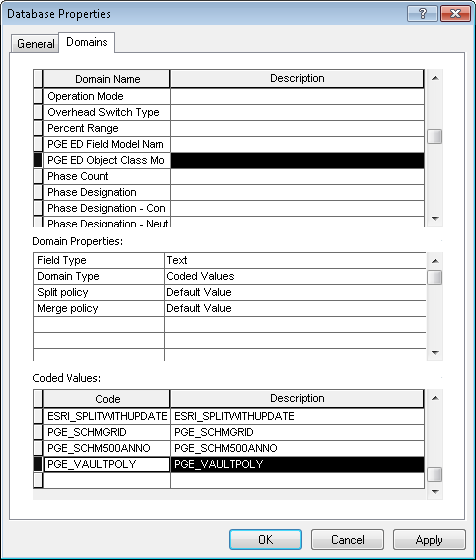 Database Properties
General Domains
Domain Name Description
Operation Mode
Overhead Switch Type
Percent Range
PGE ED Field Model Nam
PGE ED Object Class Mo
Phase Count
Phase Designation
Phase Designation - Con
Phase Designation - Neut
Domain Properties:
Field Type Text
Domain Type Coded Values
Split policy Default Value
Merge policy Default Value
Coded Values:
Code Description
ESRI_SPLITWITHUPDATE ESRI_SPLITWITHUPDATE
PGE_SCHMGRID PGE_SCHMGRID
PGE_SCHM500ANNO PGE_SCHM500ANNO
PGE_VAULTPOLY PGE_VAULTPOLY
OK Cancel Apply